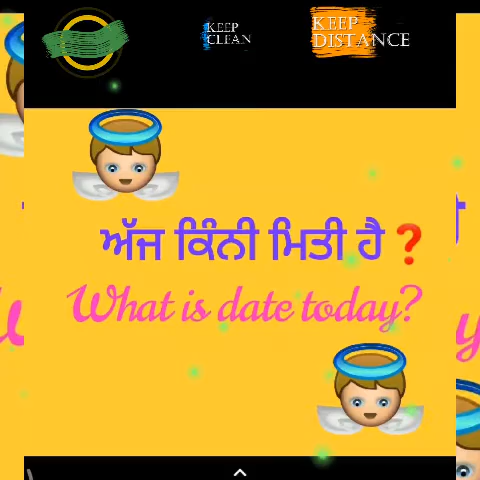 KEEP
CLEAN
KEEP
DISTANCE
ਅੱਜ ਕਿੰਨੀ ਮਿਤੀ ਹੈ❓
What is date today?